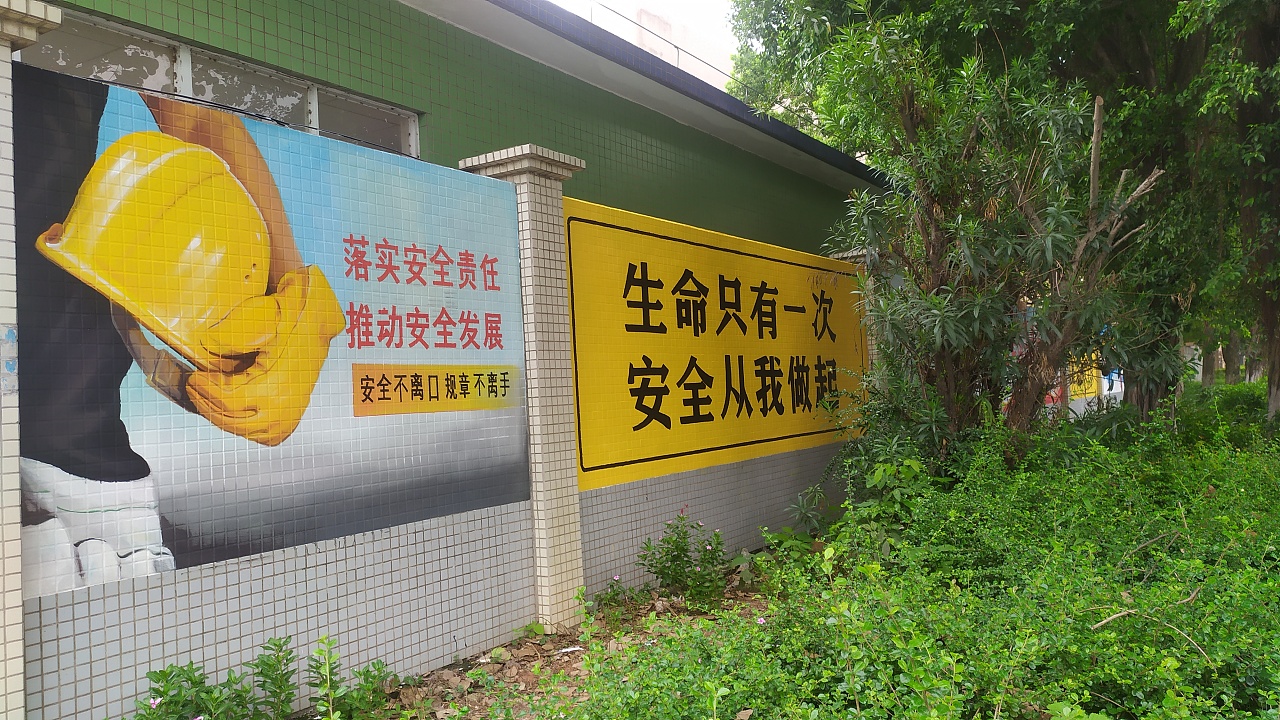 落实安全责任
推动安全发展
安全不离口 规章不离手
生命只有一次
安全从我做起